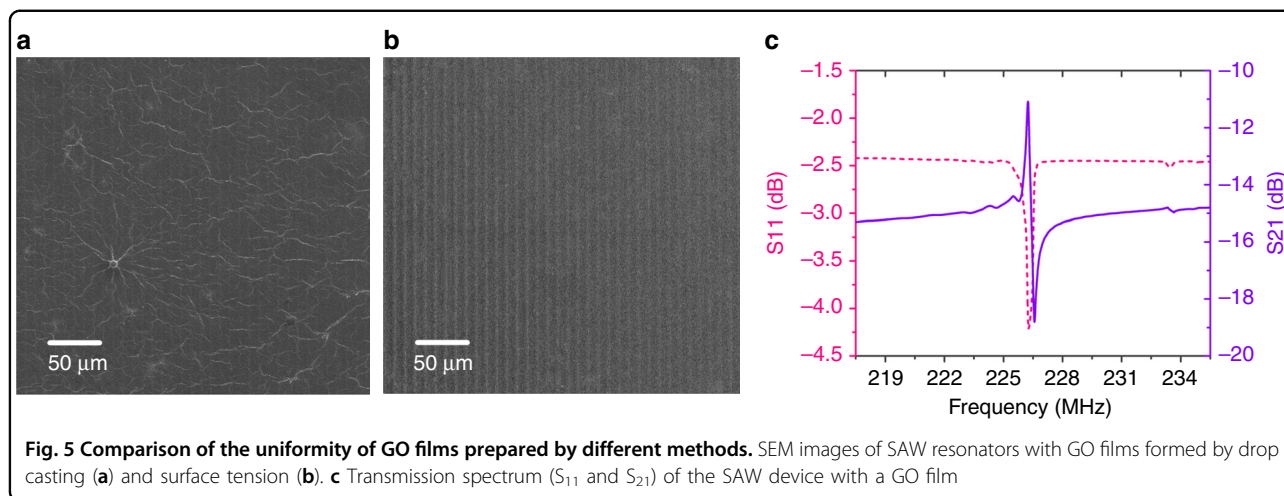 a
b
c
50 μm
50 μm
−1.5
−2.0
−2.5
−3.0
−3.5
−4.0
−4.5
S11 (dB)
−10
−12
−14
−16
−18
−20
S21 (dB)
219 222 225 228 231 234
Frequency (MHz)
Fig. 5 Comparison of the uniformity of GO films prepared by different methods. SEM images of SAW resonators with GO films formed by drop
casting (a) and surface tension (b). c Transmission spectrum (S11 and S21) of the SAW device with a GO film